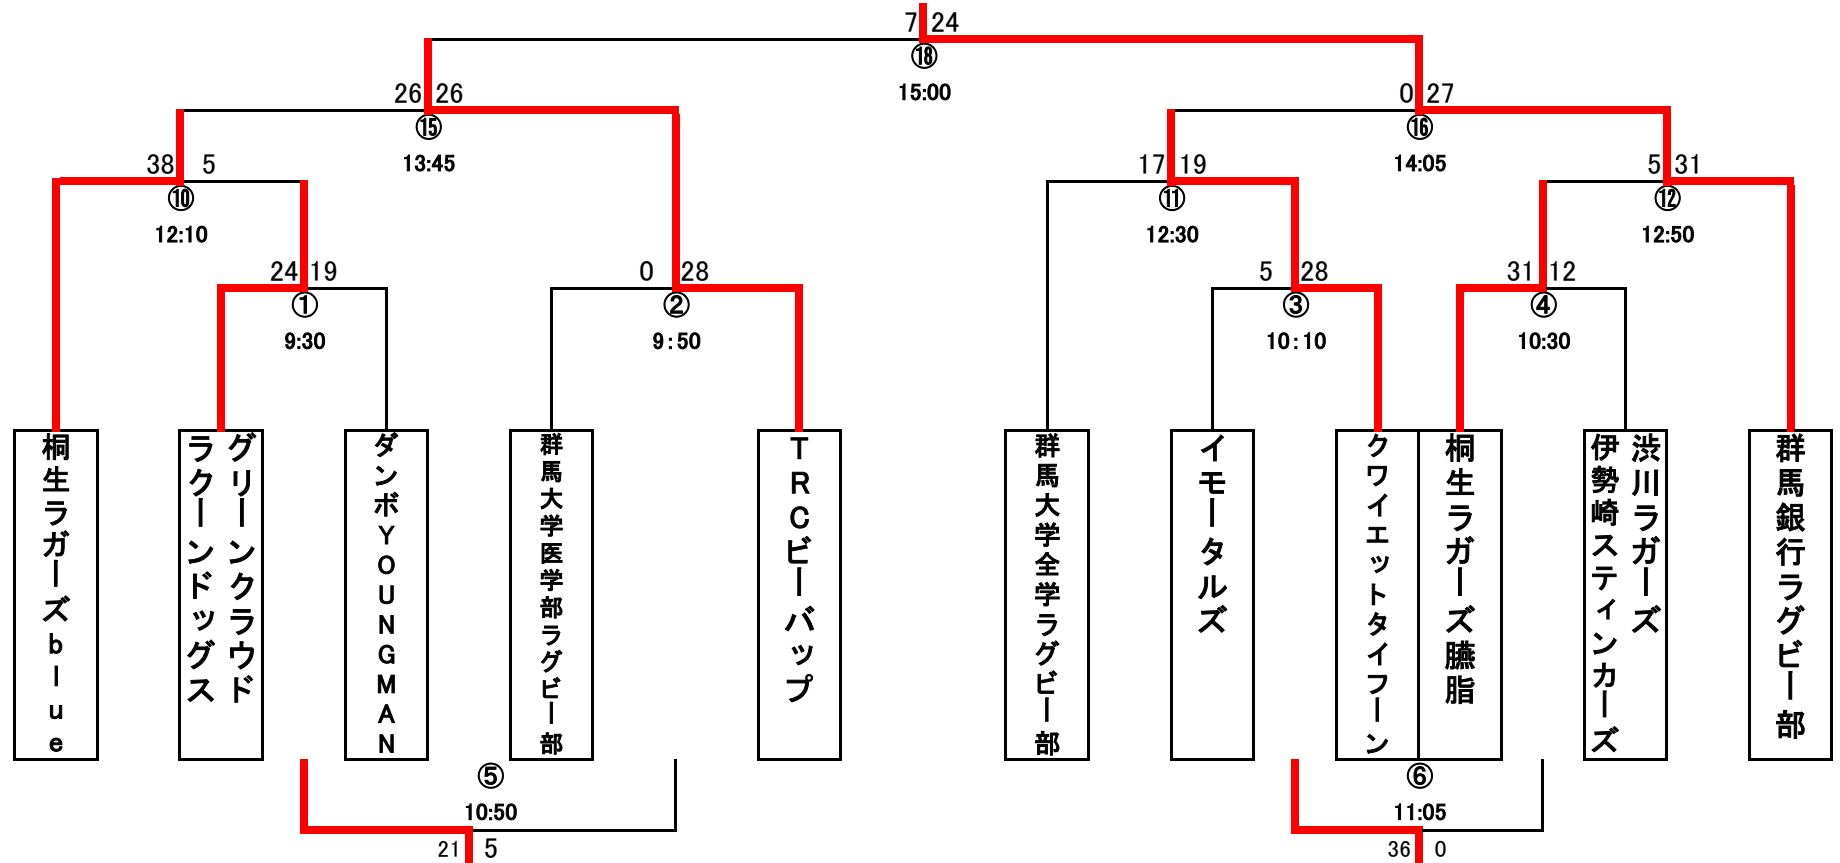 7 24
⑱
15:00
26 26
⑮
13:45
0 27
⑯
14:05
38 5
⑩
12:10
17 19
⑪
12:30
5 31
⑫
12:50
24 19
①
9:30
0 28
②
9:50
5 28
③
10:10
31 12
④
10:30
桐生ラガーズblue
グリーンクラウド
ラクーンドッグス
ダンボYOUNGMAN
群馬大学医学部ラグビー部
TRCビーバップ
群馬大学全学ラグビー部
イモータルズ
クワイエットタイフーン
桐生ラガーズ臙脂
渋川ラガーズ
伊勢崎スティンカーズ
群馬銀行ラグビー部
⑤
10:50
21 5
⑥
11:05
36 0